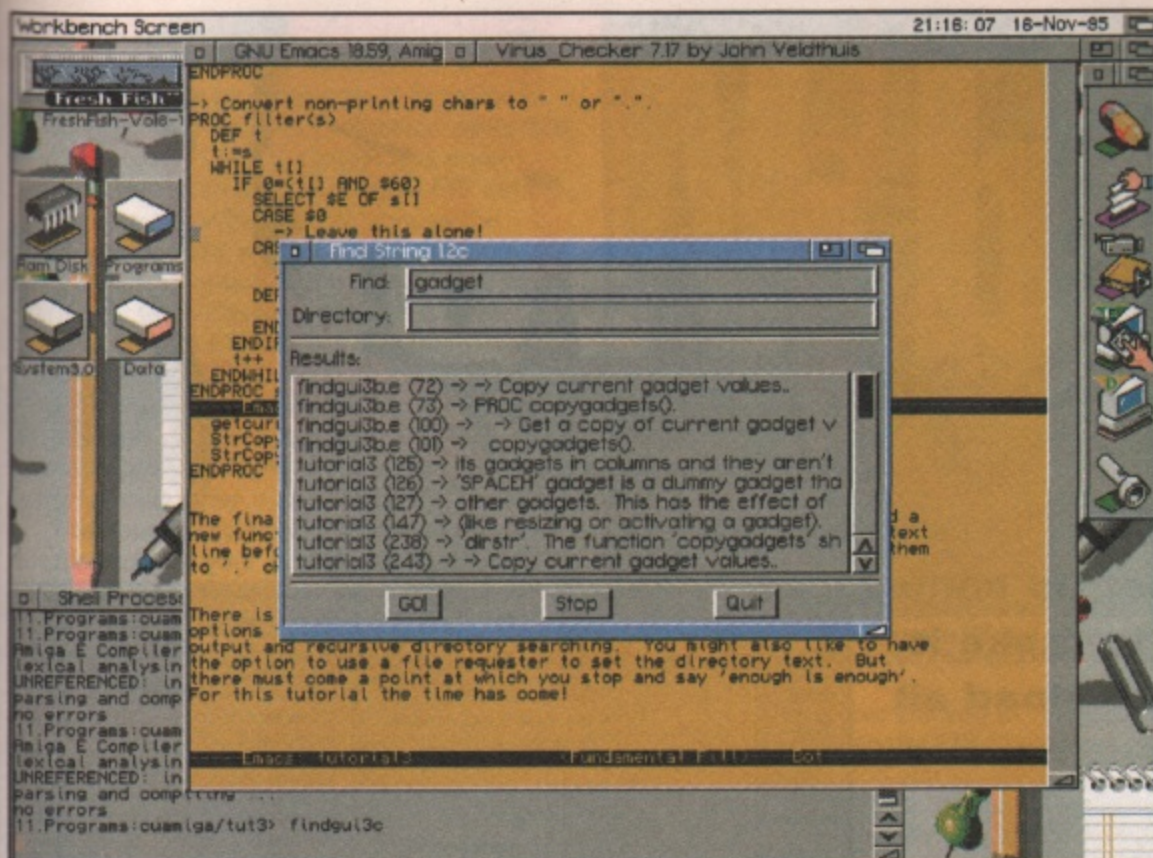 Workbench Screen
21:16:07 16-Nov-95
GNU Emacs 18.59, Amig
Virus_Checker 7.17 by John Veldthuis
Fresh Fish
FreshFish-Vol8-1
Ram Disk
Programs
System3.0
Data
ENDPROC
-> Convert non-printing chars to " " or ".".
PROC filter(s)
DEF t
t:=s
WHILE t[]
IF 0=(t[] AND $60)
SELECT $E OF s[]
CASE $0
-> Leave this alone!
CAS
DEF
END
ENDIF
t++
ENDWHIL
ENDPROC s
Find String 1.2c
Find: gadget
Directory:
Results:
findgui3b.e (72) -> -> Copy current gadget values..
findgui3b.e (73) -> PROC copygadgets().
findgui3b.e (100) -> -> Get a copy of current gadget v
findgui3b.e (101) -> copygadgets().
tutorial3 (125) -> its gadgets in columns and they aren't
tutorial3 (126) -> 'SPACEH' gadget is a dummy gadget tha
tutorial3 (127) -> other gadgets. This has the effect of
tutorial3 (147) -> (like resizing or activating a gadget).
tutorial3 (238) -> 'dirstr'. The function 'copygadgets' sh
tutorial3 (243) -> -> Copy current gadget values..
GO! Stop Quit
Emac
getcurr
StrCopy
StrCopy
ENDPROC
The fina
d a
new func
text
line befo
them
to '.' ch
There is
options
output and recursive directory searching. You might also like to have
the option to use a file requester to set the directory text. But
there must come a point at which you stop and say 'enough is enough'.
For this tutorial the time has come!
Emacs: tutorial3 (Fundamental Fill) Bot
Shell Process
11.Programs:cuam
11.Programs:cuam
Amiga E Compiler
lexical analysin
UNREFERENCED: in
parsing and comp
no errors
11.Programs:cuam
Amiga E Compiler
lexical analysin
UNREFERENCED: in
parsing and compiling ...
no errors
11.Programs:cuamiga/tut3> findgui3c